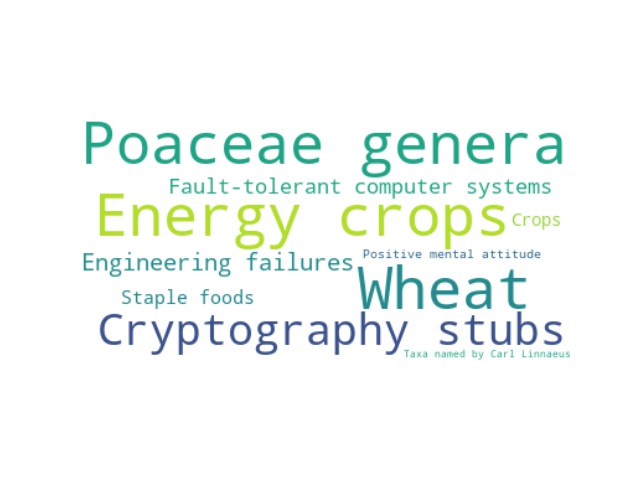 Poaceae genera
Fault-tolerant computer systems
Energy crops
Crops
Engineering failures
Positive mental attitude
Wheat
Staple foods
Cryptography stubs
Taxa named by Carl Linnaeus